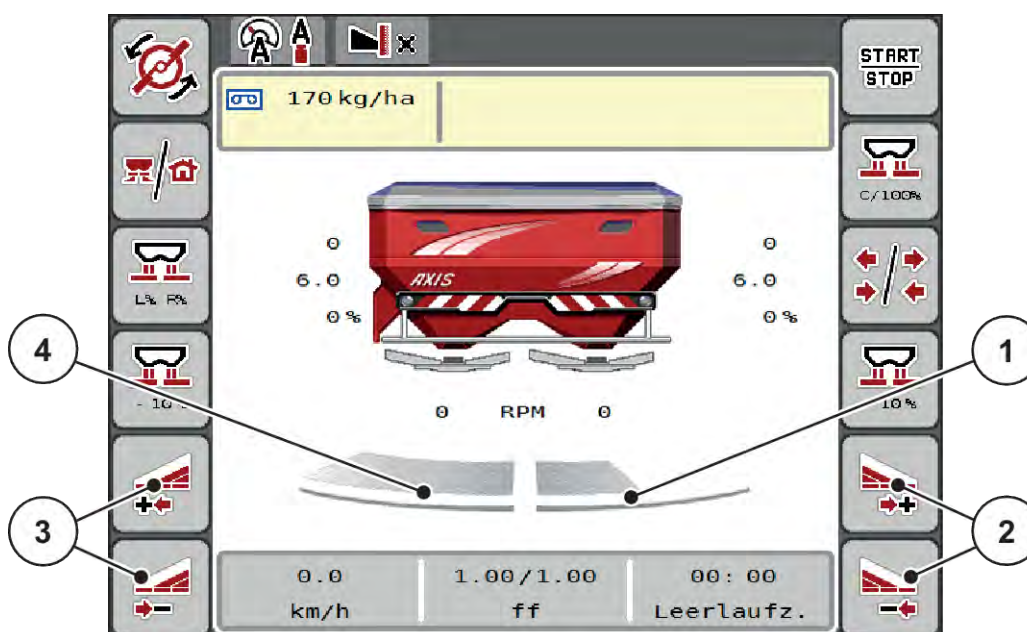 A A x
START
STOP
170 kg/ha
C/100%
0 0
6.0 AXIS 6.0
L% R%
0 % 0 %
4 1
- 10 10 %
0 RPM 0
3 2
0.0 1.00/1.00 00:00
km/h ff Leerlaufz.